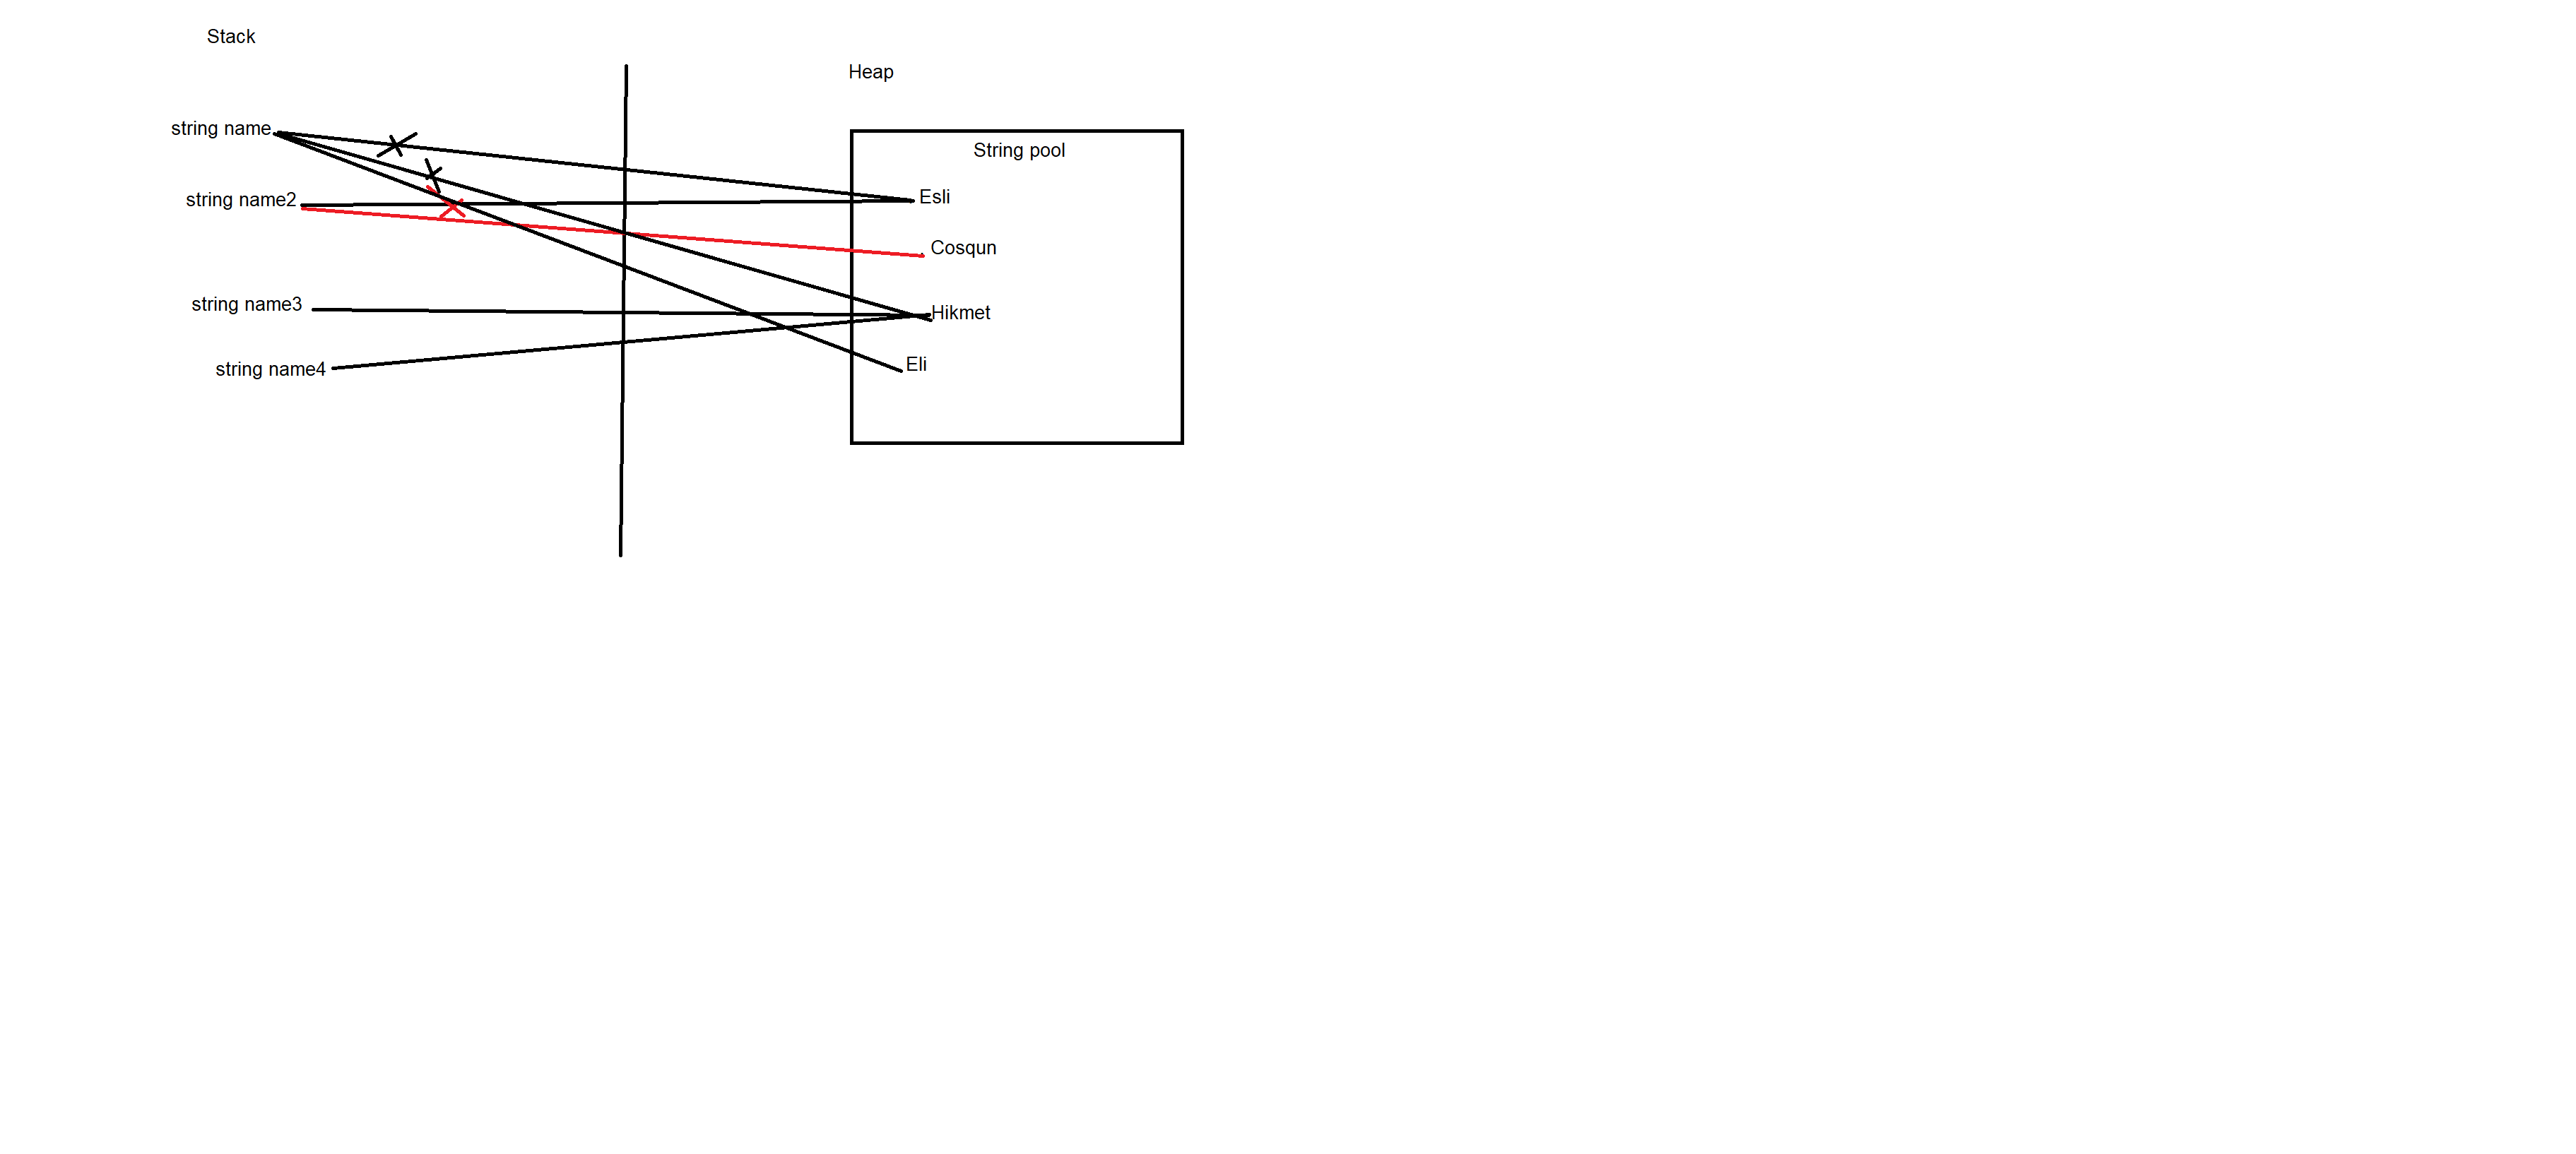 Stack
Heap
string name
String pool
string name2
Esli
Cosqun
string name3
Hikmet
string name4
Eli